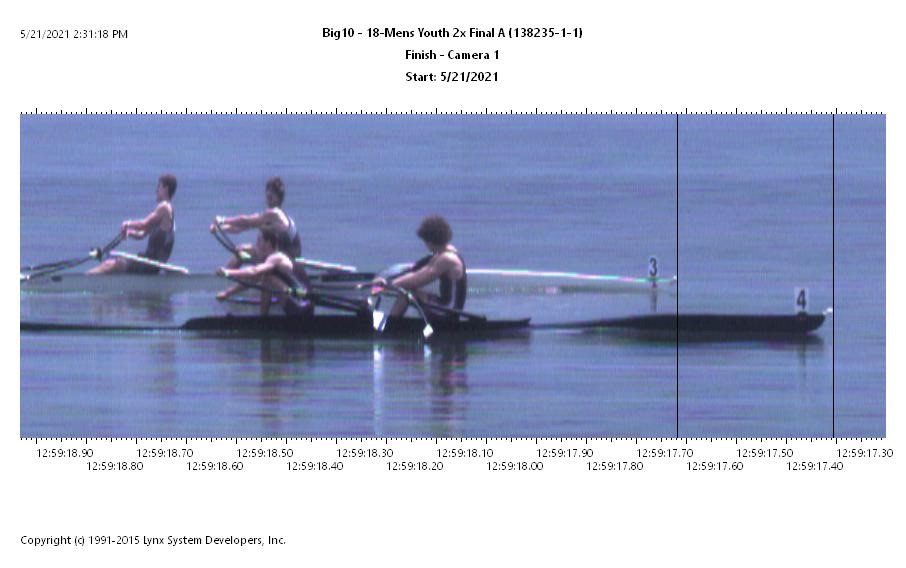 5/21/2021 2:31:18 PM
Big10 - 18-Mens Youth 2x Final A (138235-1-1)
Finish - Camera 1
Start: 5/21/2021
3
4
12:59:18.90 12:59:18.70 12:59:18.50 12:59:18.30 12:59:18.10 12:59:17.90 12:59:17.70 12:59:17.50 12:59:17.30
12:59:18.80 12:59:18.60 12:59:18.40 12:59:18.20 12:59:18.00 12:59:17.80 12:59:17.60 12:59:17.40
Copyright (c) 1991-2015 Lynx System Developers, Inc.